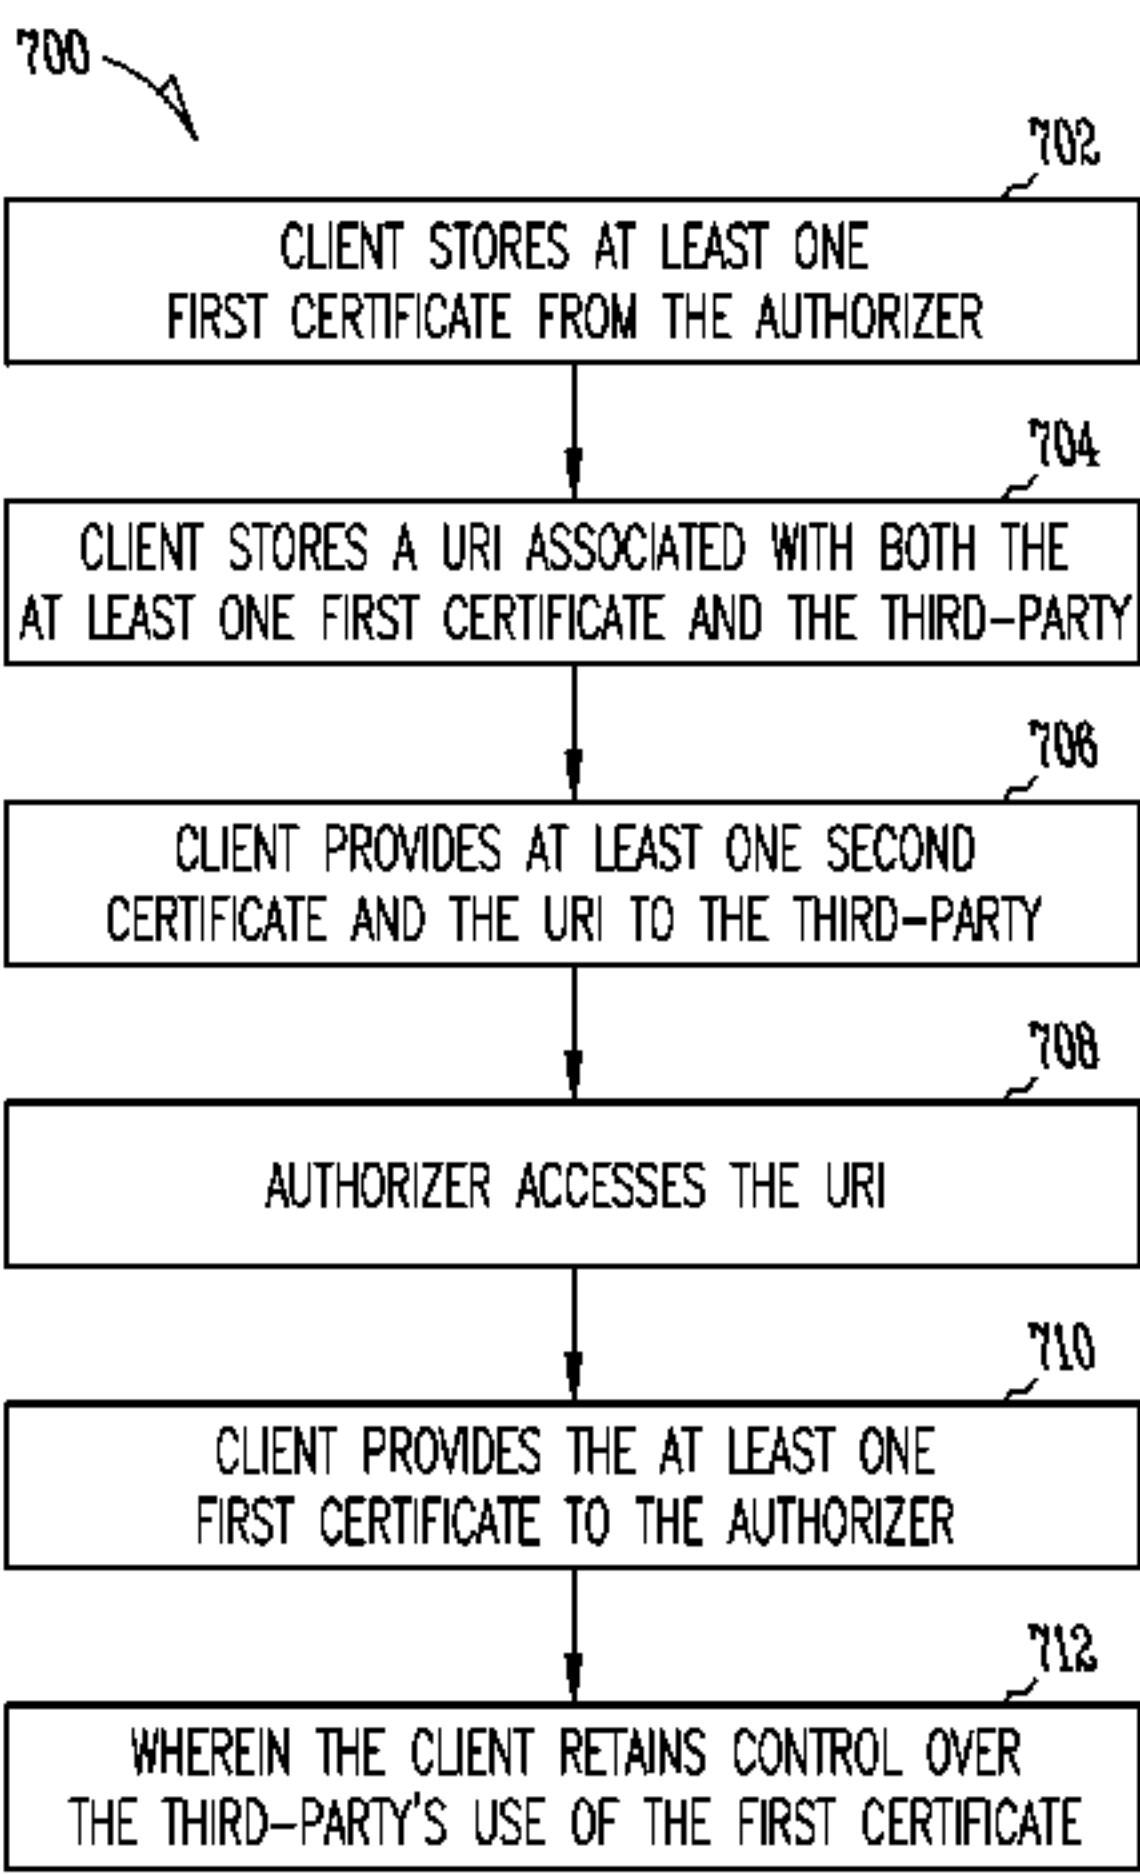 700
702
CLIENT STORES AT LEAST ONE
FIRST CERTIFICATE FROM THE AUTHORIZER
704
CLIENT STORES A URI ASSOCIATED WITH BOTH THE
AT LEAST ONE FIRST CERTIFICATE AND THE THIRD-PARTY
706
CLIENT PROVIDES AT LEAST ONE SECOND
CERTIFICATE AND THE URI TO THE THIRD-PARTY
708
AUTHORIZER ACCESSES THE URI
710
CLIENT PROVIDES THE AT LEAST ONE
FIRST CERTIFICATE TO THE AUTHORIZER
712
WHEREIN THE CLIENT RETAINS CONTROL OVER
THE THIRD-PARTY'S USE OF THE FIRST CERTIFICATE